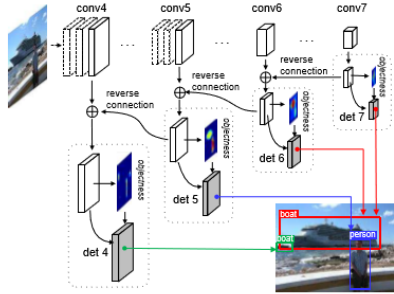 conv4 conv5 conv6 conv7
... ... ...
reverse
connection
reverse
connection
reverse
connection
objectness
det 7
objectness
det 6
objectness
det 5
objectness
det 4
boat
person
boat